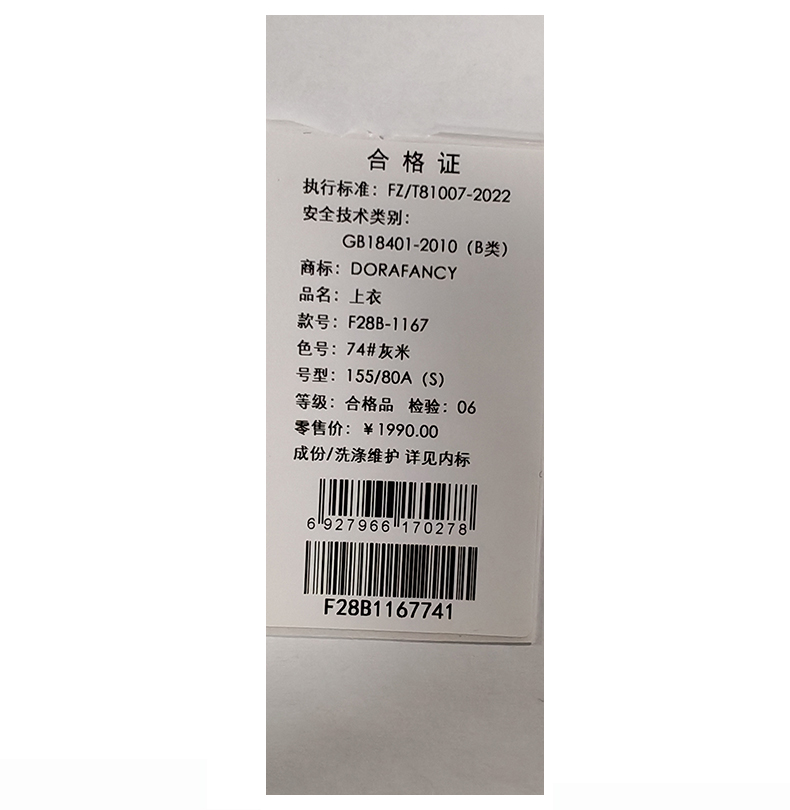 合格证
执行标准：FZ/T81007-2022
安全技术类别：
GB18401-2010（B类）
商标：DORAFANCY
品名：上衣
款号：F28B-1167
色号：74#灰米
号型：155/80A（S）
等级：合格品 检验：06
零售价：￥1990.00
成份/洗涤维护 详见内标
6 927966 170278
F28B1167741